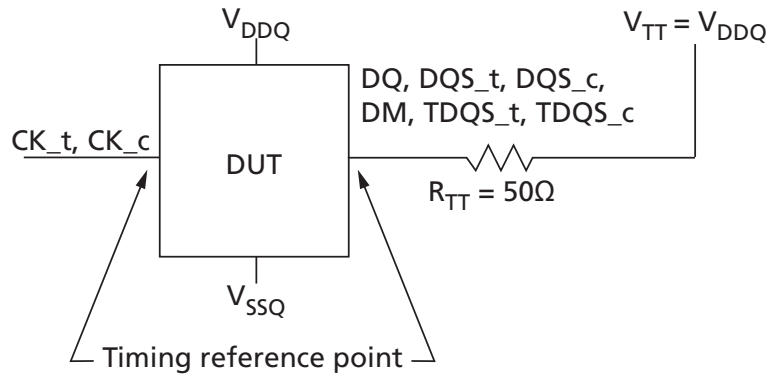 V_DDQ
V_TT = V_DDQ
DQ, DQS_t, DQS_c,
DM, TDQS_t, TDQS_c
CK_t, CK_c
DUT
R_TT = 50Ω
V_SSQ
Timing reference point